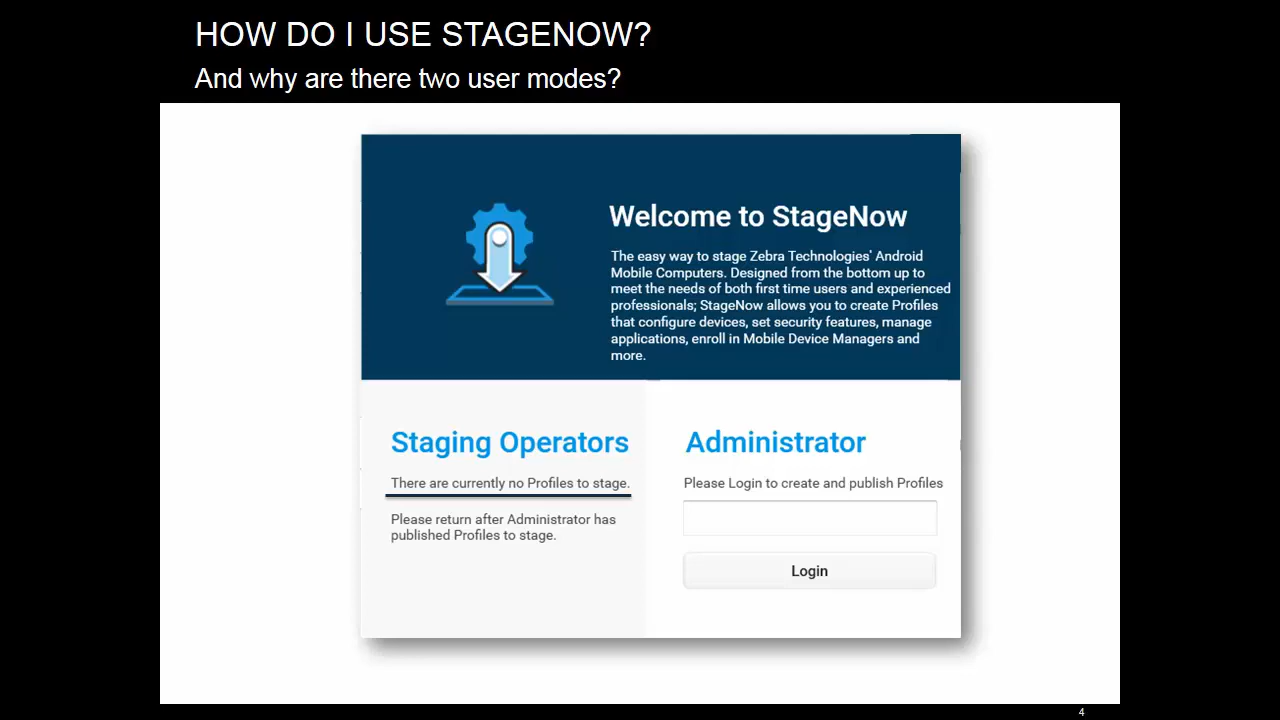 HOW DO I USE STAGENOW?
And why are there two user modes?
Welcome to StageNow
The easy way to stage Zebra Technologies' Android
Mobile Computers. Designed from the bottom up to
meet the needs of both first time users and experienced
professionals; StageNow allows you to create Profiles
that configure devices, set security features, manage
applications, enroll in Mobile Device Managers and
more.
Staging Operators
There are currently no Profiles to stage.
Please return after Administrator has
published Profiles to stage.
Administrator
Please Login to create and publish Profiles
Login
4